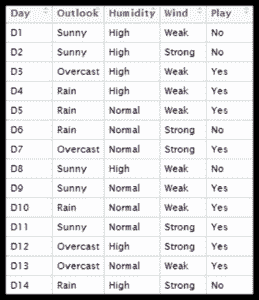 Day Outlook Humidity Wind Play
D1 Sunny High Weak No
D2 Sunny High Strong No
D3 Overcast High Weak Yes
D4 Rain High Weak Yes
D5 Rain Normal Weak Yes
D6 Rain Normal Strong No
D7 Overcast Normal Strong Yes
D8 Sunny High Weak No
D9 Sunny Normal Weak Yes
D10 Rain Normal Weak Yes
D11 Sunny Normal Strong Yes
D12 Overcast High Strong Yes
D13 Overcast Normal Weak Yes
D14 Rain High Strong No